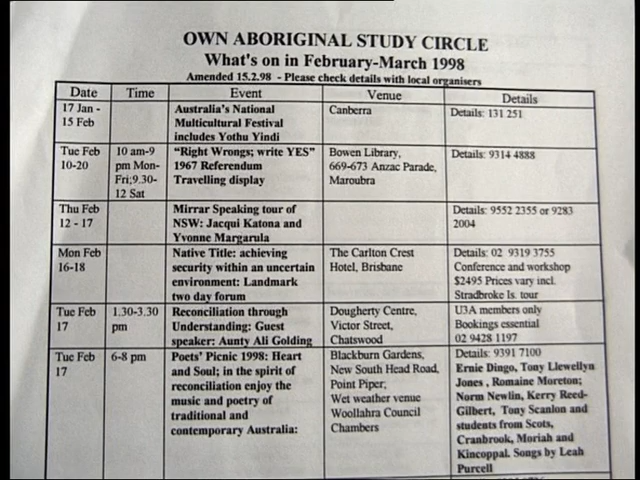 OWN ABORIGINAL STUDY CIRCLE
What's on in February-March 1998
Amended 15.2.98 - Please check details with local organisers
Date Time Event Venue Details
17 Jan -
15 Feb
Australia's National
Multicultural Festival
includes Yothu Yindi
Canberra
Details: 131 251
Tue Feb
10-20
10 am-9
pm Mon-
Fri;9.30-
12 Sat
"Right Wrongs; write YES"
1967 Referendum
Travelling display
Bowen Library,
669-673 Anzac Parade,
Maroubra
Details: 9314 4888
Thu Feb
12 - 17
Mirrar Speaking tour of
NSW: Jacqui Katona and
Yvonne Margarula
Details: 9552 2355 or 9283
2004
Mon Feb
16-18
Native Title: achieving
security within an uncertain
environment: Landmark
two day forum
The Carlton Crest
Hotel, Brisbane
Details: 02 9319 3755
Conference and workshop
$2495 Prices vary incl.
Stradbroke Is. tour
Tue Feb
17
1.30-3.30
pm
Reconciliation through
Understanding: Guest
speaker: Aunty Ali Golding
Dougherty Centre,
Victor Street,
Chatswood
U3A members only
Bookings essential
02 9428 1197
Tue Feb
17
6-8 pm
Poets' Picnic 1998: Heart
and Soul; in the spirit of
reconciliation enjoy the
music and poetry of
traditional and
contemporary Australia:
Blackburn Gardens,
New South Head Road,
Point Piper;
Wet weather venue
Woollahra Council
Chambers
Details: 9391 7100
Ernie Dingo, Tony Llewellyn
Jones , Romaine Moreton;
Norm Newlin, Kerry Reed-
Gilbert, Tony Scanlon and
students from Scots,
Cranbrook, Moriah and
Kincoppal. Songs by Leah
Purcell